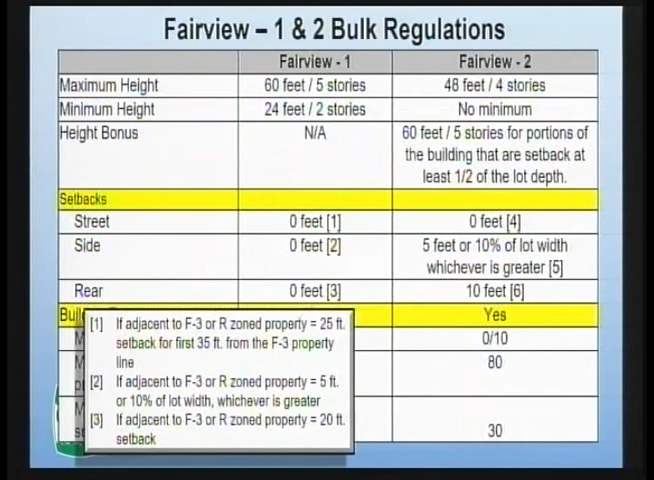 Fairview – 1 & 2 Bulk Regulations
Fairview - 1 Fairview - 2
Maximum Height 60 feet / 5 stories 48 feet / 4 stories
Minimum Height 24 feet / 2 stories No minimum
Height Bonus N/A 60 feet / 5 stories for portions of
the building that are setback at
least 1/2 of the lot depth.
Setbacks
Street 0 feet [1] 0 feet [4]
Side 0 feet [2] 5 feet or 10% of lot width
whichever is greater [5]
Rear 0 feet [3] 10 feet [6]
Yes
0/10
80
30
[1] If adjacent to F-3 or R zoned property = 25 ft.
setback for first 35 ft. from the F-3 property
line
[2] If adjacent to F-3 or R zoned property = 5 ft.
or 10% of lot width, whichever is greater
[3] If adjacent to F-3 or R zoned property = 20 ft.
setback